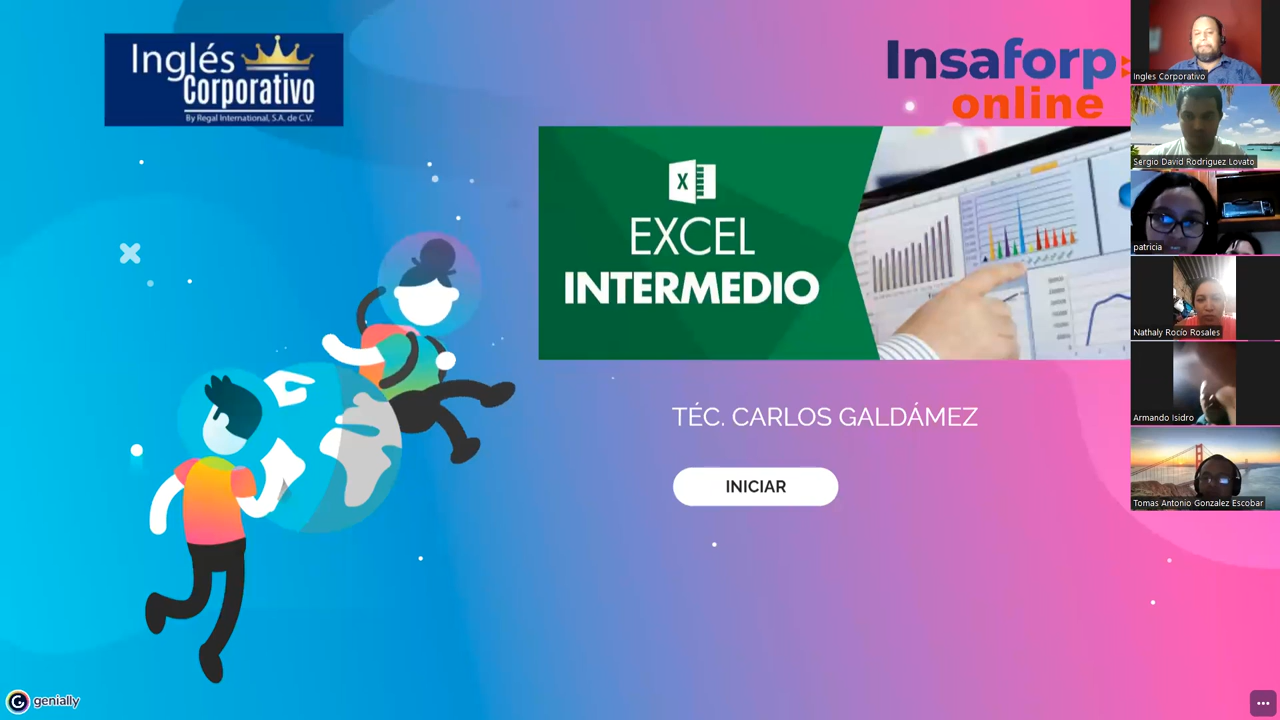 Inglés
Corporativo
By Regal International, S.A. de C.V.
Insaforp
online
X
EXCEL
INTERMEDIO
TÉC. CARLOS GALDÁMEZ
INICIAR
genially
Ingles Corporativo
Sergio David Rodriguez Lovato
patricia
Nathaly Rocío Rosales
Armando Isidro
Tomas Antonio Gonzalez Escobar